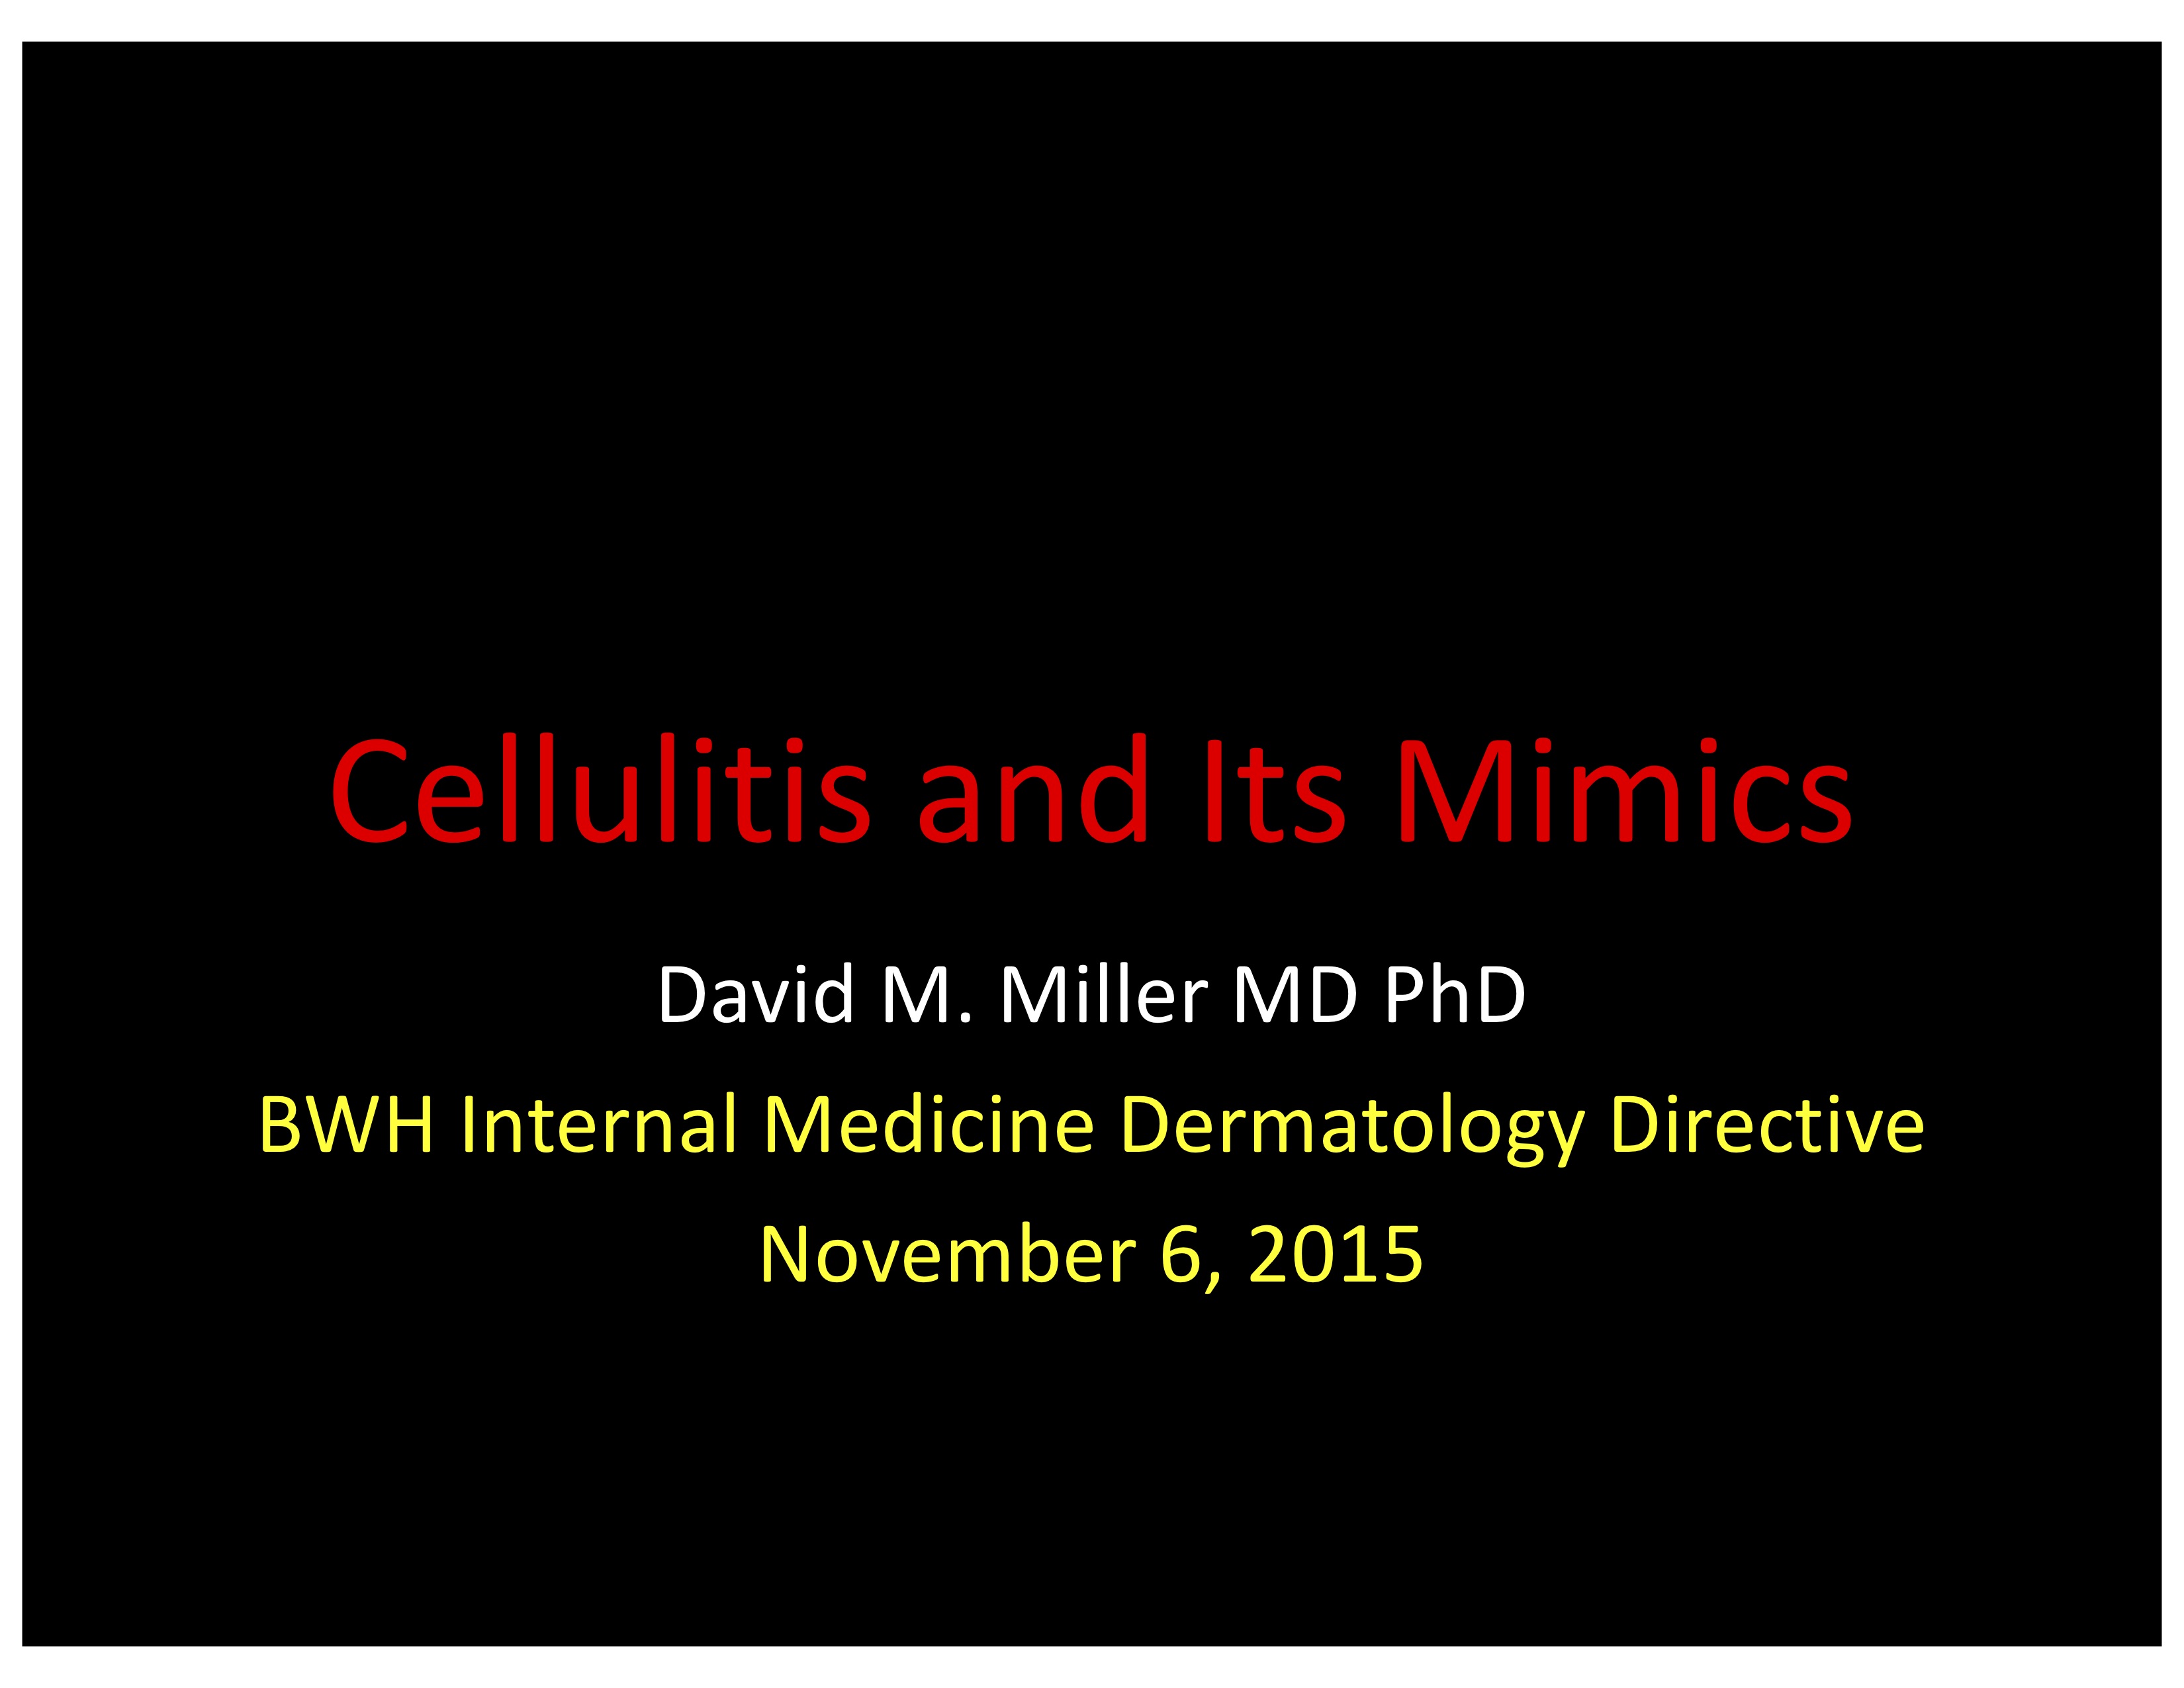 Cellulitis and Its Mimics
David M. Miller MD PhD
BWH Internal Medicine Dermatology Directive
November 6, 2015